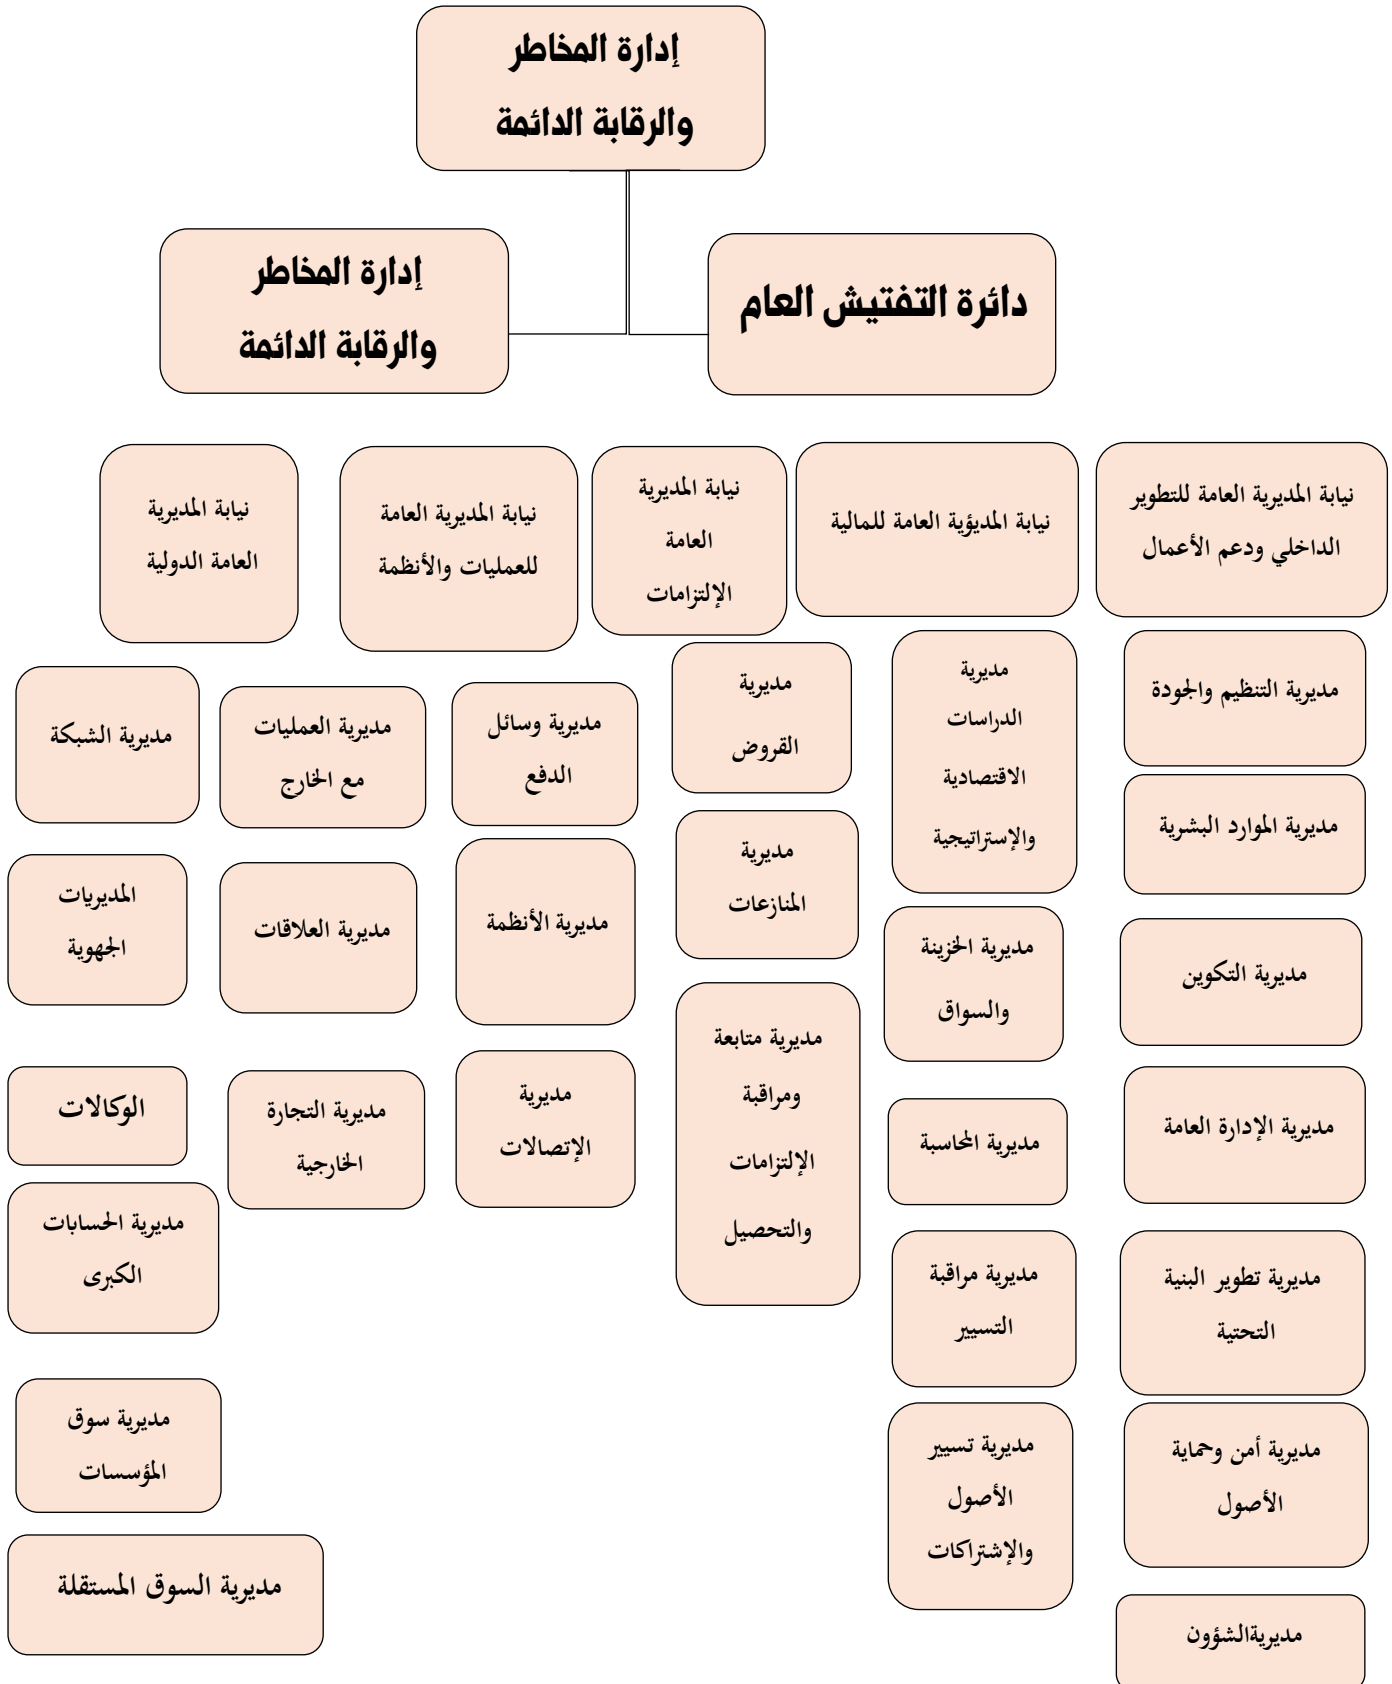 إدارة المخاطر
والرقابة الدائمة
دائرة التفتيش العام
إدارة المخاطر
والرقابة الدائمة
نيابة المديرية العامة للتطوير
الداخلي ودعم الأعمال
نيابة المديؤية العامة للمالية
نيابة المديرية
العامة
الإلتزامات
نيابة المديرية العامة
للعمليات والأنظمة
نيابة المديرية
العامة الدولية
مديرية التنظيم والجودة
مديرية الموارد البشرية
مديرية التكوين
مديرية الإدارة العامة
مديرية تطوير البنية
التحتية
مديرية أمن وحماية
الأصول
مديريةالشؤون
مديرية
الدراسات
الاقتصادية
والإستراتيجية
مديرية الخزينة
والسواق
مديرية المحاسبة
مديرية مراقبة
التسيير
مديرية تسيير
الأصول
والإشتراكات
مديرية
القروض
مديرية
المنازعات
مديرية متابعة
ومراقبة
الإلتزامات
والتحصيل
مديرية وسائل
الدفع
مديرية الأنظمة
مديرية
الإتصالات
مديرية العمليات
مع الخارج
مديرية العلاقات
مديرية التجارة
الخارجية
مديرية الشبكة
المديريات
الجهوية
الوكالات
مديرية الحسابات
الكبرى
مديرية سوق
المؤسسات
مديرية السوق المستقلة